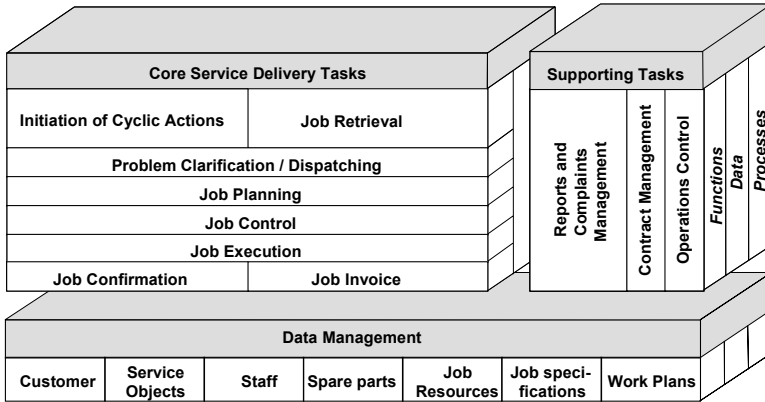 Core Service Delivery Tasks
Supporting Tasks
Initiation of Cyclic Actions
Job Retrieval
Problem Clarification / Dispatching
Job Planning
Job Control
Job Execution
Job Confirmation
Job Invoice
Reports and
Complaints
Management
Contract Management
Operations Control
Functions
Data
Processes
Data Management
Customer
Service
Objects
Staff
Spare parts
Job
Resources
Job speci-
fications
Work Plans